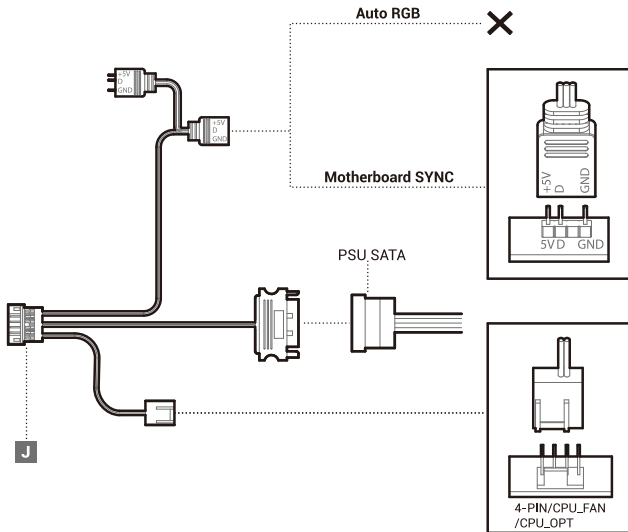 Auto RGB
+5V
D
GND
+5V
D
GND
Motherboard SYNC
+5V
D
GND
5V D GND
PSU SATA
J
4-PIN/CPU_FAN
/CPU_OPT